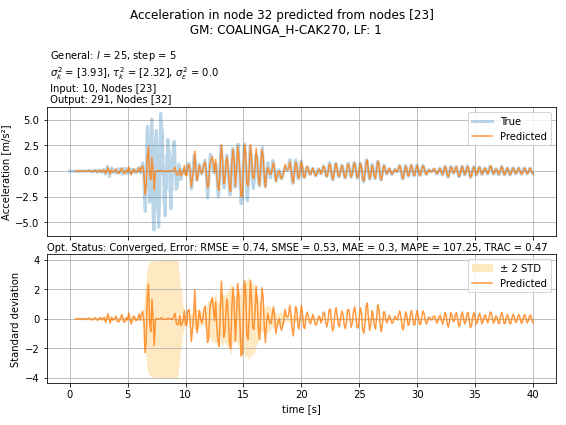 Acceleration in node 32 predicted from nodes [23]
GM: COALINGA_H-CAK270, LF: 1
General: l = 25, step = 5
σ²ₖ = [3.93], τ²ₖ = [2.32], σ²ε = 0.0
Input: 10, Nodes [23]
Output: 291, Nodes [32]
Acceleration [m/s²]
5.0
2.5
0.0
−2.5
−5.0
True
Predicted
Opt. Status: Converged, Error: RMSE = 0.74, SMSE = 0.53, MAE = 0.3, MAPE = 107.25, TRAC = 0.47
Standard deviation
4
2
0
−2
−4
± 2 STD
Predicted
0 5 10 15 20 25 30 35 40
time [s]